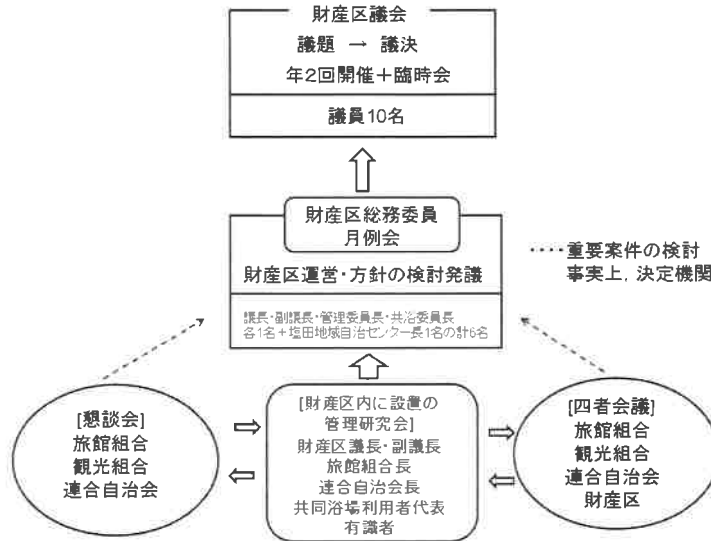 財産区議会
議題 → 議決
年2回開催＋臨時会
議員10名
財産区総務委員
月例会
財産区運営・方針の検討発議
議長・副議長・管理委員長・共浴委員長
各1名＋塩田地域自治センター長1名の計6名
‥‥重要案件の検討
事実上，決定機関
[懇談会]
旅館組合
観光組合
連合自治会
[財産区内に設置の
管理研究会]
財産区議長・副議長
旅館組合長
連合自治会長
共同浴場利用者代表
有識者
[四者会議]
旅館組合
観光組合
連合自治会
財産区